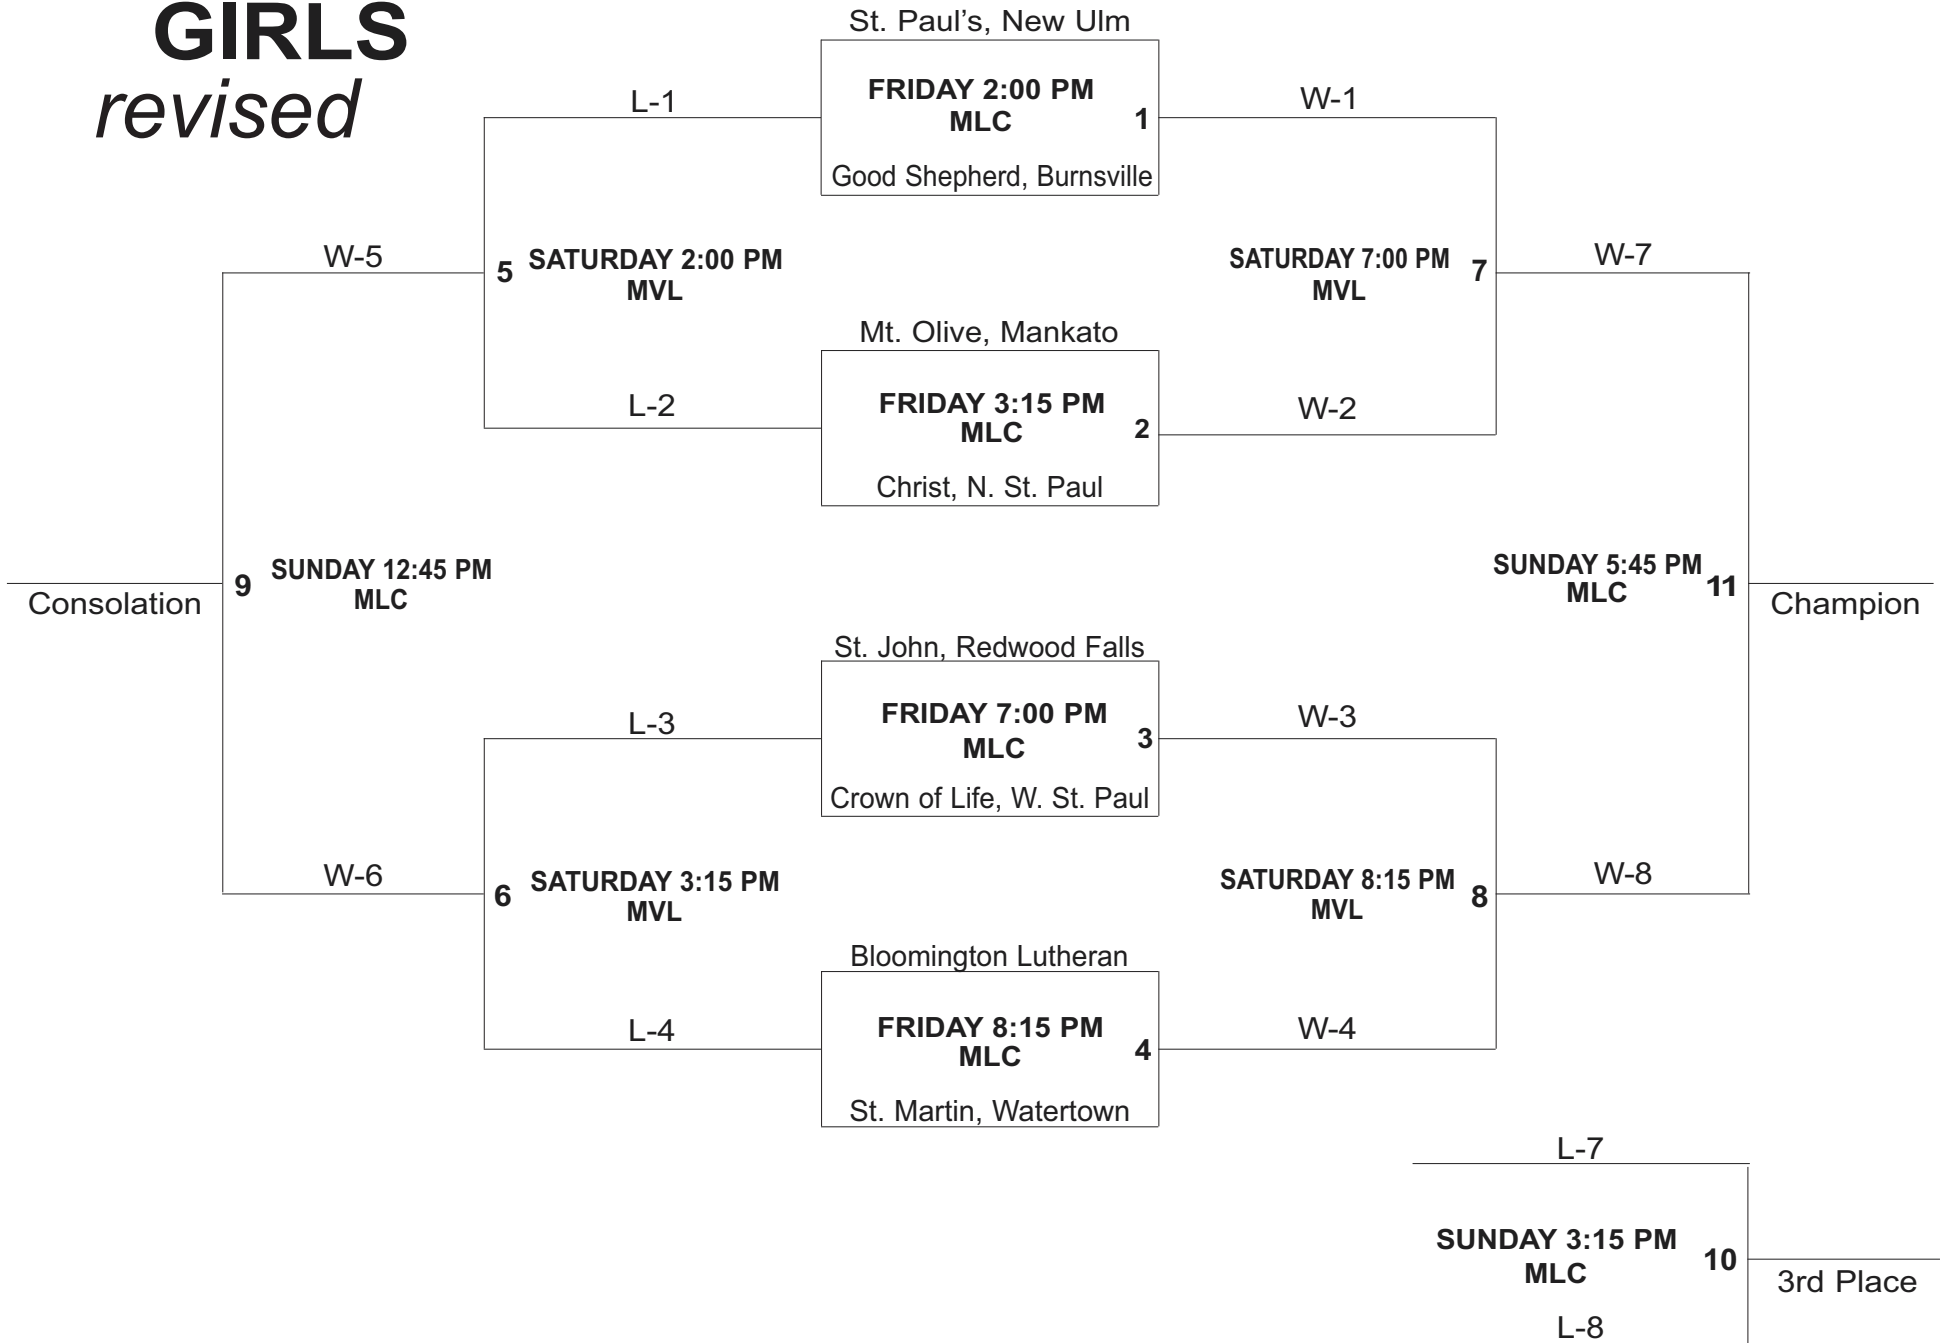 GIRLS
revised
St. Paul's, New Ulm
FRIDAY 2:00 PM
MLC
1
Good Shepherd, Burnsville
L-1
W-1
W-5
5
SATURDAY 2:00 PM
MVL
SATURDAY 7:00 PM
MVL
7
W-7
Mt. Olive, Mankato
FRIDAY 3:15 PM
MLC
2
Christ, N. St. Paul
L-2
W-2
Consolation
9
SUNDAY 12:45 PM
MLC
SUNDAY 5:45 PM
MLC
11
Champion
St. John, Redwood Falls
FRIDAY 7:00 PM
MLC
3
Crown of Life, W. St. Paul
L-3
W-3
W-6
6
SATURDAY 3:15 PM
MVL
SATURDAY 8:15 PM
MVL
8
W-8
Bloomington Lutheran
FRIDAY 8:15 PM
MLC
4
St. Martin, Watertown
L-4
W-4
L-7
SUNDAY 3:15 PM
MLC
10
3rd Place
L-8